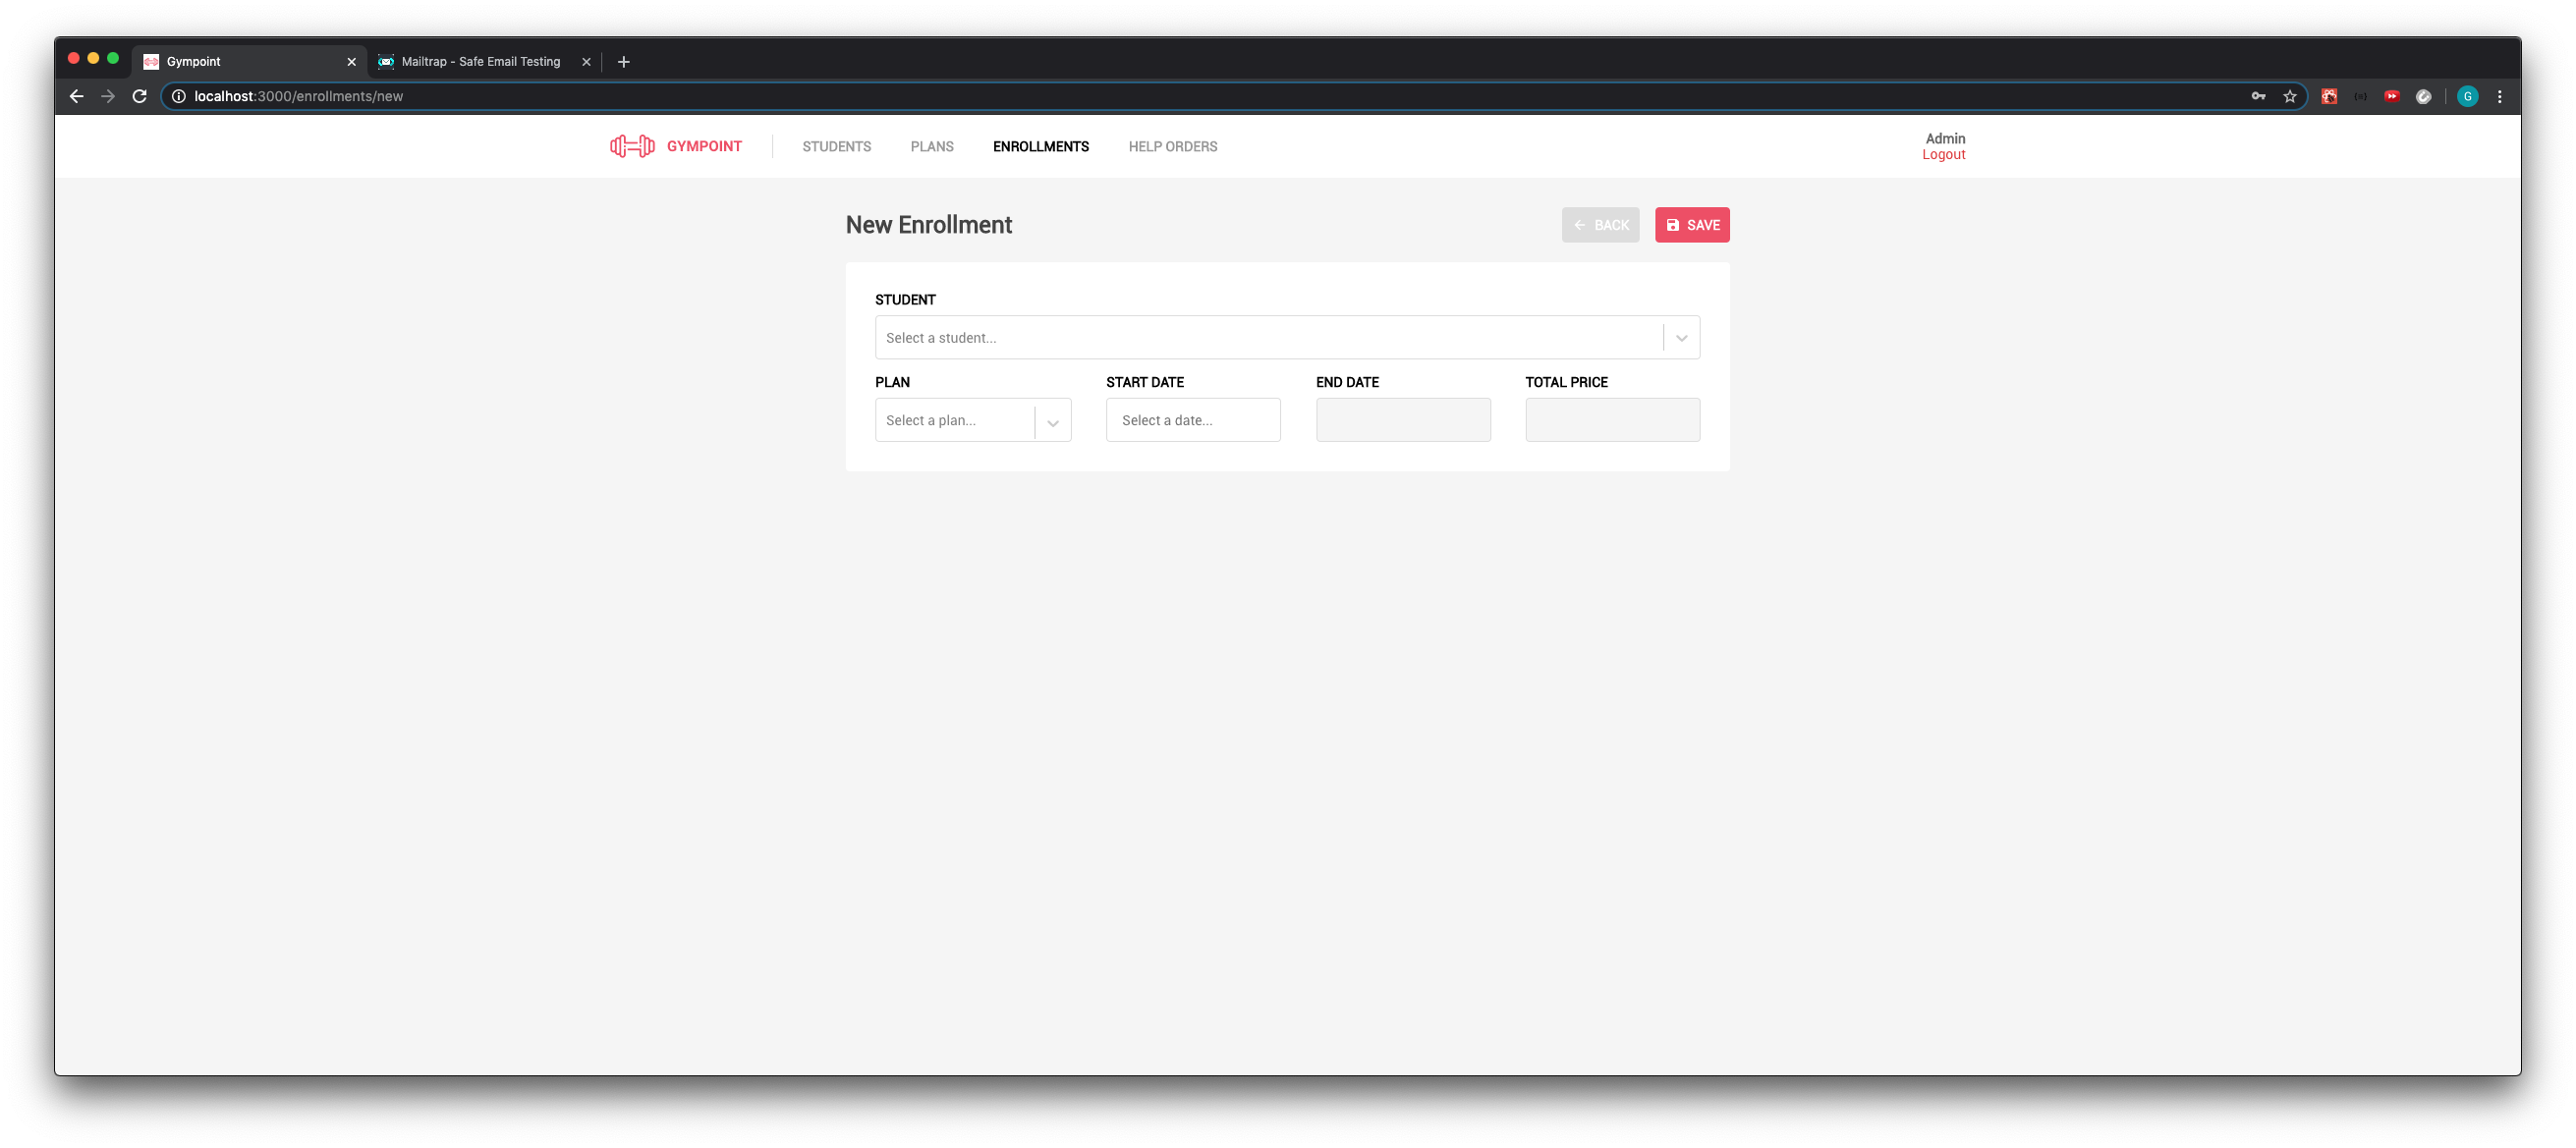 Gympoint
Mailtrap - Safe Email Testing
localhost:3000/enrollments/new
G
GYMPOINT
STUDENTS
PLANS
ENROLLMENTS
HELP ORDERS
Admin
Logout
New Enrollment
BACK
SAVE
STUDENT
Select a student...
PLAN
START DATE
END DATE
TOTAL PRICE
Select a plan...
Select a date...